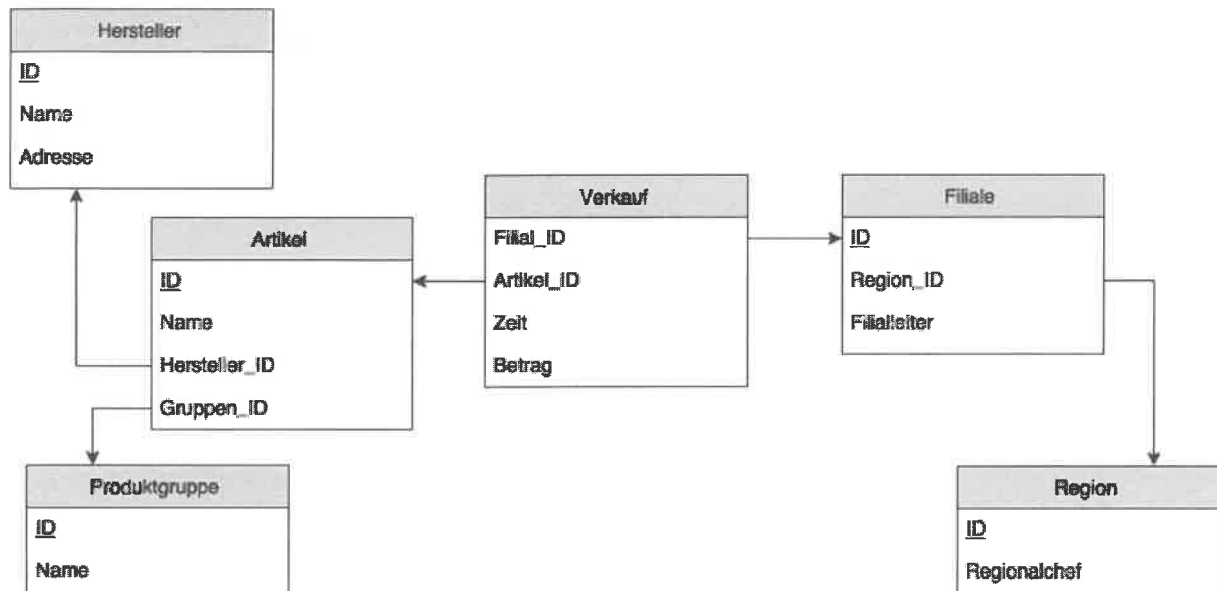 Hersteller
ID
Name
Adresse
Artikel
ID
Name
Hersteller_ID
Gruppen_ID
Produktgruppe
ID
Name
Verkauf
Filial_ID
Artikel_ID
Zeit
Betrag
Filiale
ID
Region_ID
Filialleiter
Region
ID
Regionalchef